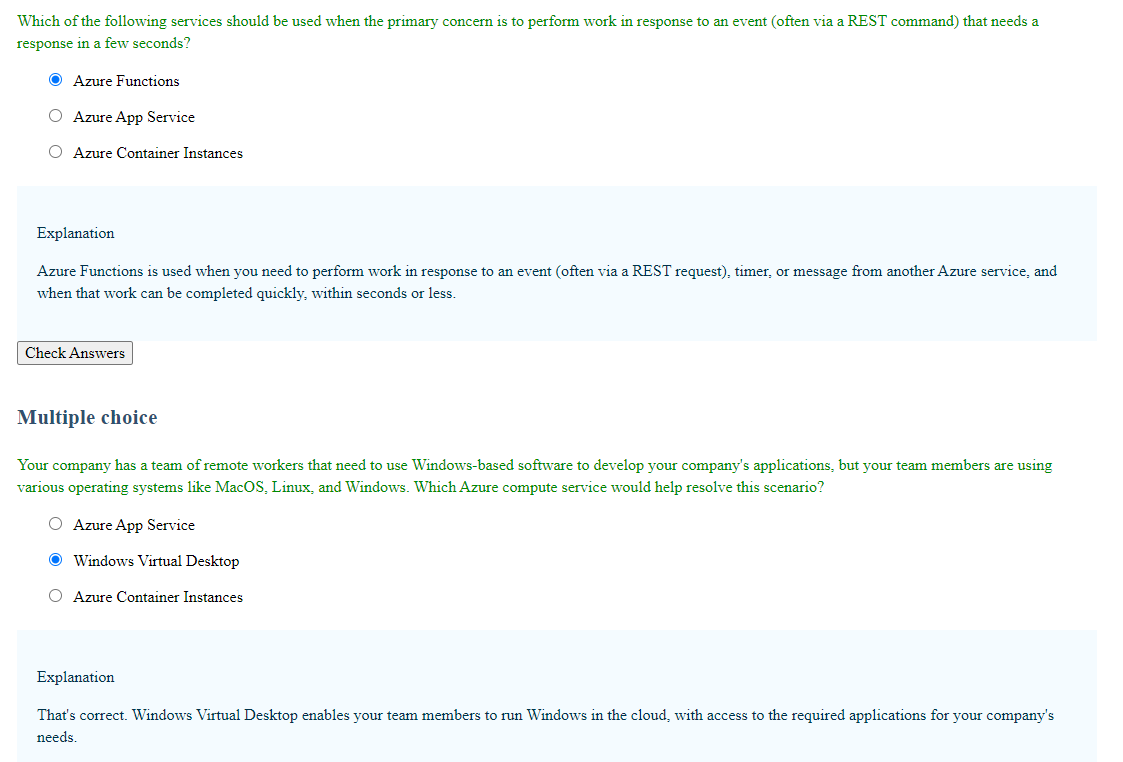 Which of the following services should be used when the primary concern is to perform work in response to an event (often via a REST command) that needs a
response in a few seconds?
Azure Functions
Azure App Service
Azure Container Instances
Explanation
Azure Functions is used when you need to perform work in response to an event (often via a REST request), timer, or message from another Azure service, and
when that work can be completed quickly, within seconds or less.
Check Answers
Multiple choice
Your company has a team of remote workers that need to use Windows-based software to develop your company's applications, but your team members are using
various operating systems like MacOS, Linux, and Windows. Which Azure compute service would help resolve this scenario?
Azure App Service
Windows Virtual Desktop
Azure Container Instances
Explanation
That's correct. Windows Virtual Desktop enables your team members to run Windows in the cloud, with access to the required applications for your company's
needs.